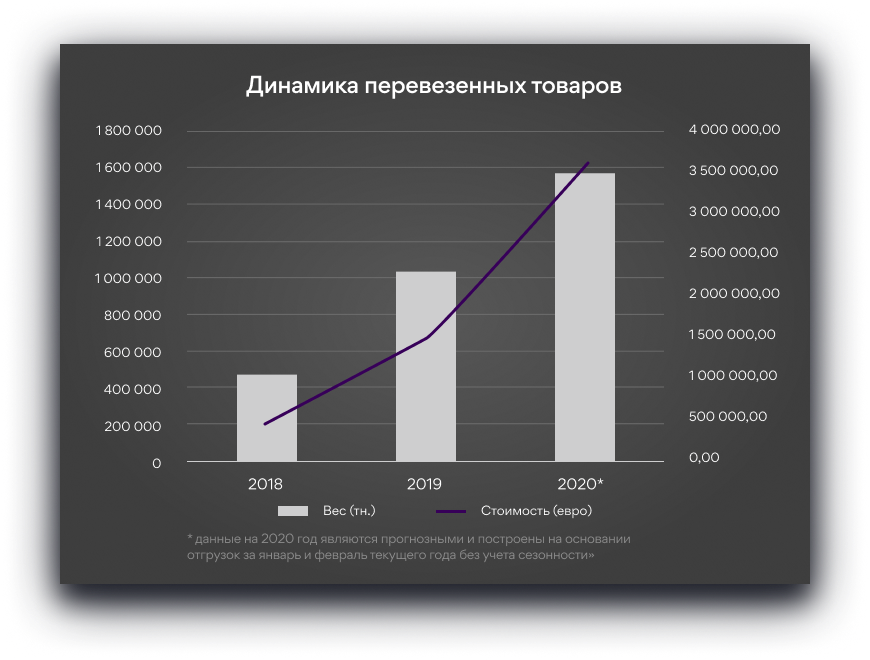 Динамика перевезенных товаров
1 800 000
4 000 000,00
1 600 000
3 500 000,00
1 400 000
3 000 000,00
1 200 000
2 500 000,00
1 000 000
2 000 000,00
800 000
1 500 000,00
600 000
1 000 000,00
400 000
500 000,00
200 000
0,00
0
2018 2019 2020*
Вес (тн.) Стоимость (евро)
* данные на 2020 год являются прогнозными и построены на основании
отгрузок за январь и февраль текущего года без учета сезонности»